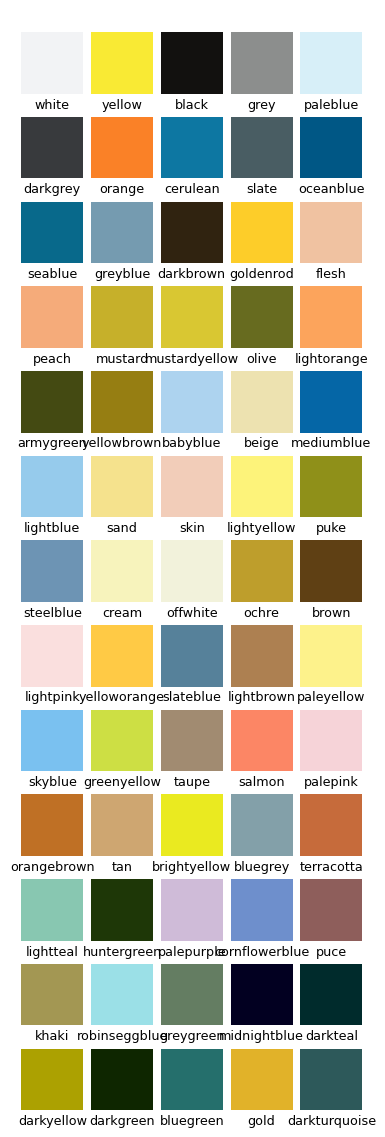 white yellow black grey paleblue
darkgrey orange cerulean slate oceanblue
seablue greyblue darkbrown goldenrod flesh
peach mustard mustardyellow olive lightorange
armygreen yellowbrown babyblue beige mediumblue
lightblue sand skin lightyellow puke
steelblue cream offwhite ochre brown
lightpink yelloworange slateblue lightbrown paleyellow
skyblue greenyellow taupe salmon palepink
orangebrown tan brightyellow bluegrey terracotta
lightteal huntergreen palepurple cornflowerblue puce
khaki robinseggblue greygreen midnightblue darkteal
darkyellow darkgreen bluegreen gold darkturquoise